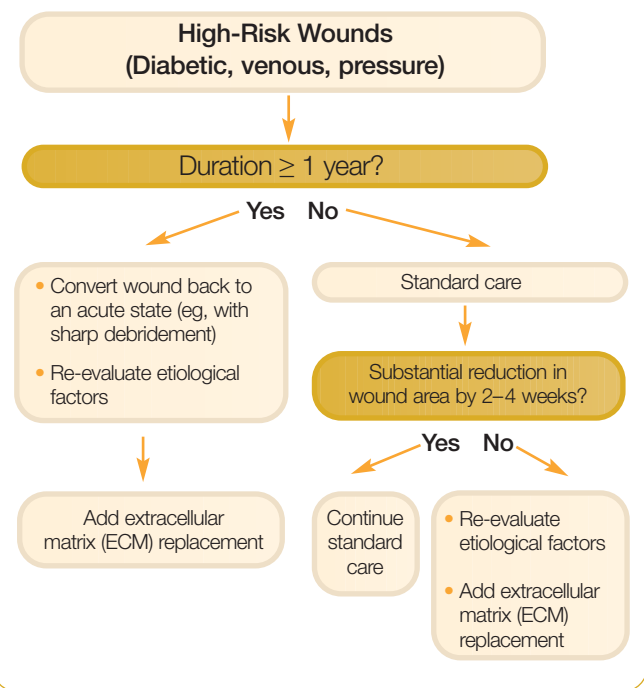 High-Risk Wounds
(Diabetic, venous, pressure)
Duration ≥ 1 year?
Yes No
• Convert wound back to
an acute state (eg, with
sharp debridement)
• Re-evaluate etiological
factors
Add extracellular
matrix (ECM) replacement
Standard care
Substantial reduction in
wound area by 2–4 weeks?
Yes No
Continue
standard
care
• Re-evaluate
etiological factors
• Add extracellular
matrix (ECM)
replacement